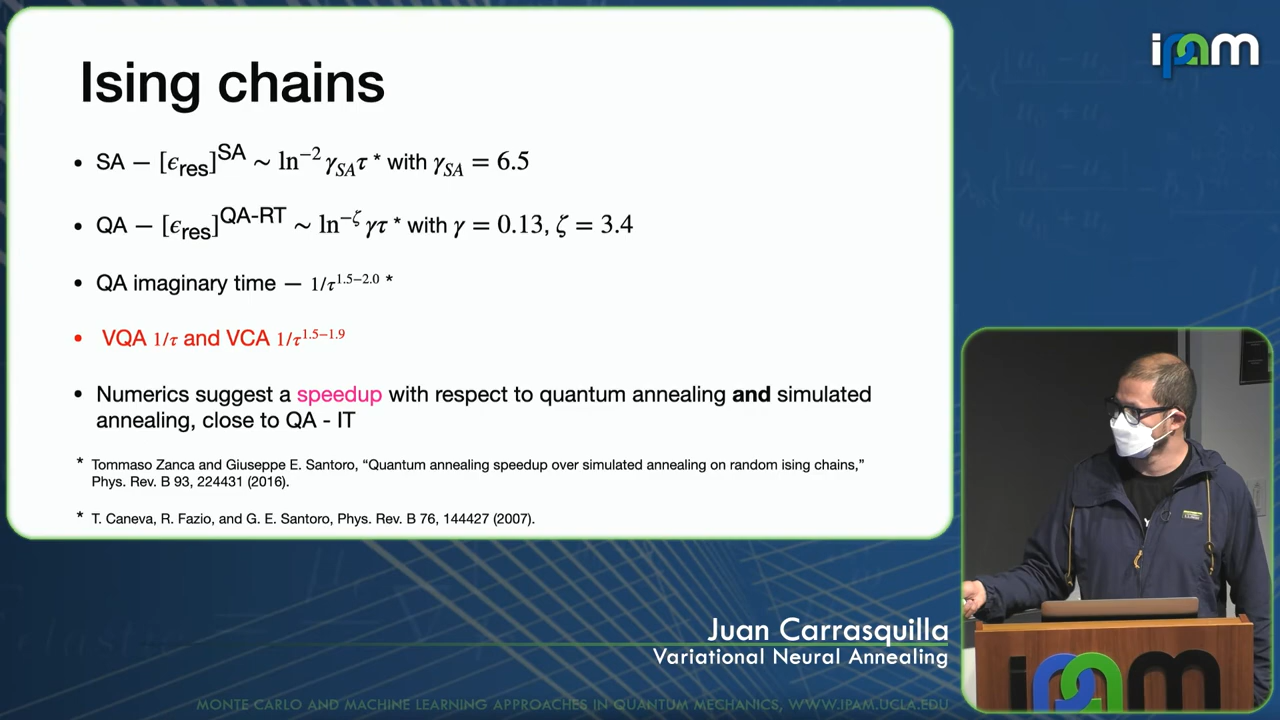 ipam
Ising chains
• SA — [ϵres]^SA ∼ ln⁻² γ_SA τ * with γ_SA = 6.5
• QA — [ϵres]^QA-RT ∼ ln^−ζ γτ * with γ = 0.13, ζ = 3.4
• QA imaginary time — 1/τ^1.5−2.0 *
• VQA 1/τ and VCA 1/τ^1.5−1.9
• Numerics suggest a speedup with respect to quantum annealing and simulated
annealing, close to QA - IT
* Tommaso Zanca and Giuseppe E. Santoro, “Quantum annealing speedup over simulated annealing on random ising chains,”
Phys. Rev. B 93, 224431 (2016).
* T. Caneva, R. Fazio, and G. E. Santoro, Phys. Rev. B 76, 144427 (2007).
Juan Carrasquilla
Variational Neural Annealing
ipam
MONTE CARLO AND MACHINE LEARNING APPROACHES IN QUANTUM MECHANICS, WWW.IPAM.UCLA.EDU